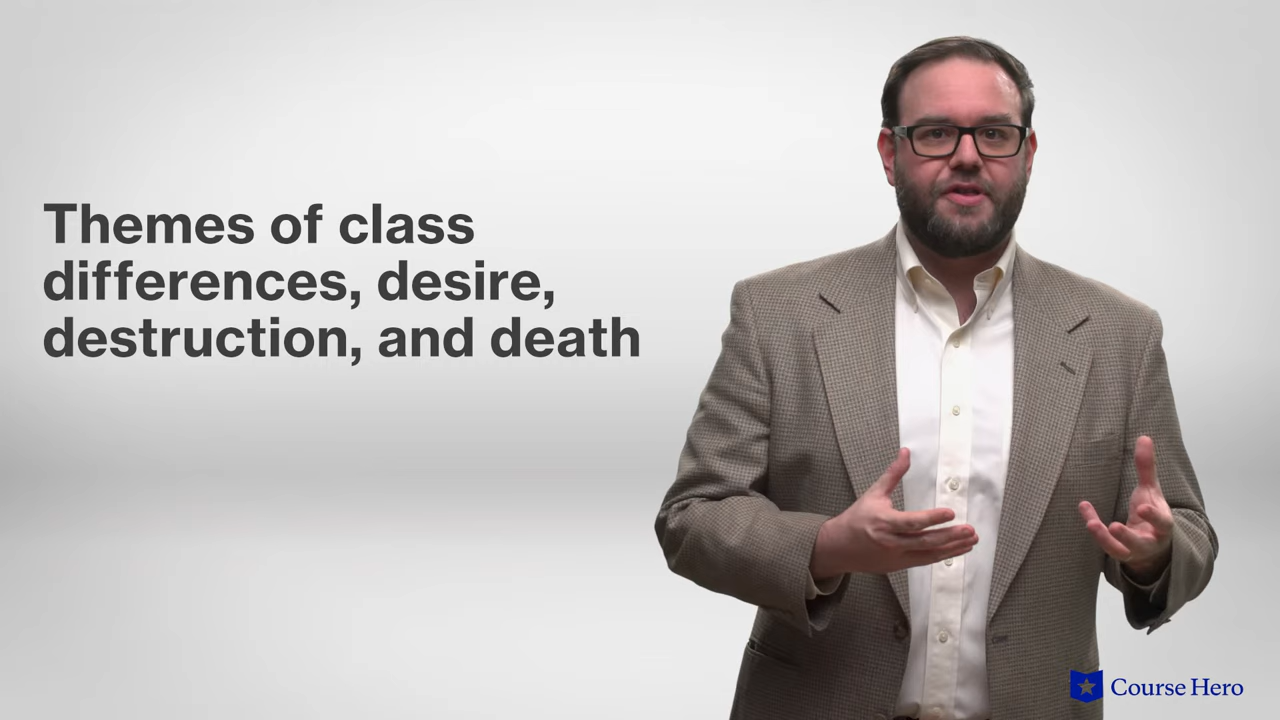 Themes of class
differences, desire,
destruction, and death
Course Hero